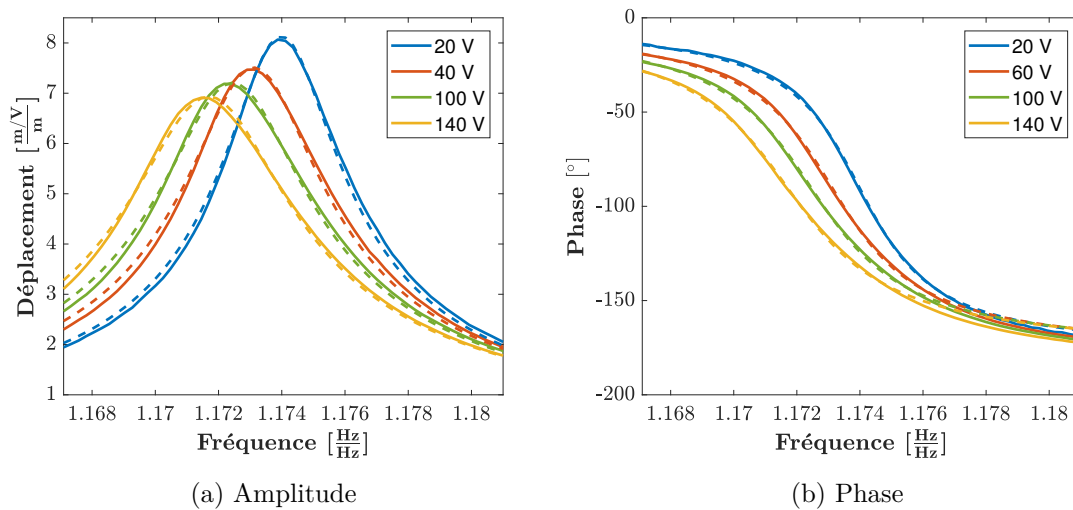 8
7
6
5
4
3
2
1
Déplacement [m/V/m]
1.168 1.17 1.172 1.174 1.176 1.178 1.18
Fréquence [Hz/Hz]
20 V
40 V
100 V
140 V
(a) Amplitude
0
-50
-100
-150
-200
Phase [°]
1.168 1.17 1.172 1.174 1.176 1.178 1.18
Fréquence [Hz/Hz]
20 V
60 V
100 V
140 V
(b) Phase